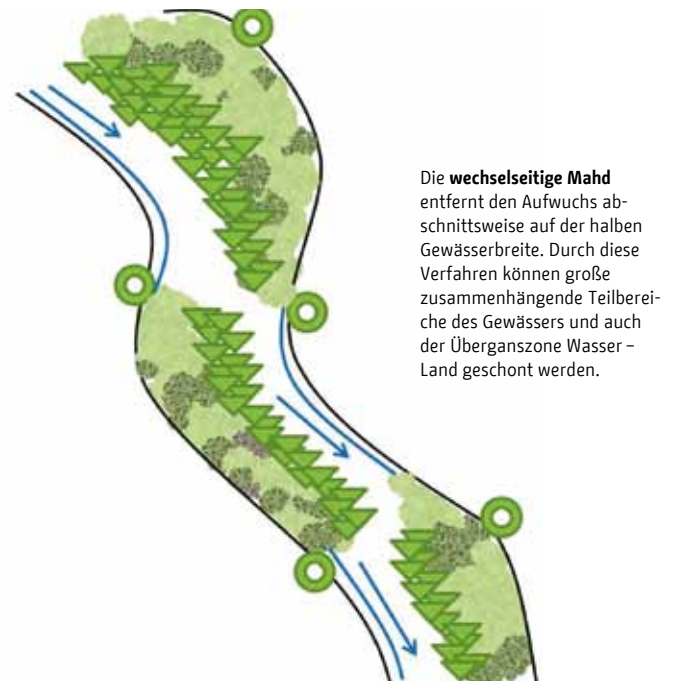 Die wechselseitige Mahd
entfernt den Aufwuchs ab-
schnittsweise auf der halben
Gewässerbreite. Durch diese
Verfahren können große
zusammenhängende Teilberei-
che des Gewässers und auch
der Überganszone Wasser –
Land geschont werden.